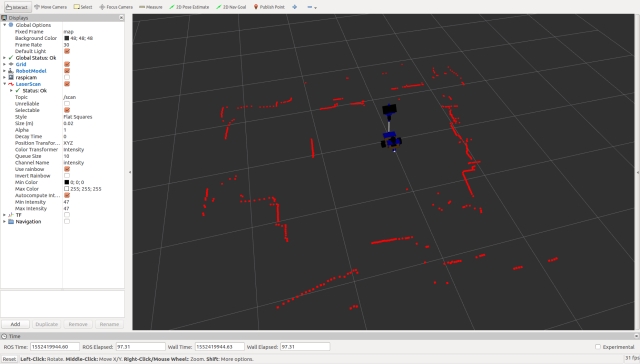 Interact Move Camera Select Focus Camera Measure 2D Pose Estimate 2D Nav Goal Publish Point
Displays
Global Options
Fixed Frame map
Background Color 48; 48; 48
Frame Rate 30
Default Light
Global Status: Ok
Grid
RobotModel
raspicam
LaserScan
Status: Ok
Topic /scan
Unreliable
Selectable
Style Flat Squares
Size (m) 0.02
Alpha 1
Decay Time 0
Position Transfor... XYZ
Color Transformer Intensity
Queue Size 10
Channel Name intensity
Use rainbow
Invert Rainbow
Min Color 0; 0; 0
Max Color 255; 255; 255
Autocompute Int...
Min Intensity 47
Max Intensity 47
TF
Navigation
Add Duplicate Remove Rename
Time
ROS Time: 1552419944.60 ROS Elapsed: 97.31 Wall Time: 1552419944.63 Wall Elapsed: 97.31 Experimental
Reset Left-Click: Rotate. Middle-Click: Move X/Y. Right-Click/Mouse Wheel: Zoom. Shift: More options. 31 fps